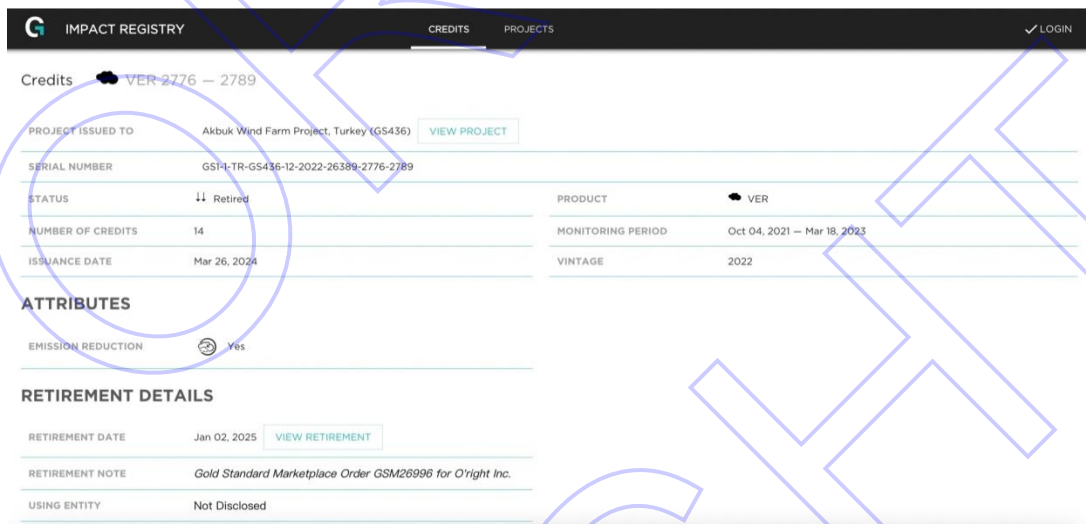 IMPACT REGISTRY CREDITS PROJECTS LOGIN
Credits VER 2776 — 2789
PROJECT ISSUED TO Akbuk Wind Farm Project, Turkey (GS436) VIEW PROJECT
SERIAL NUMBER GS1-1-TR-GS436-12-2022-26389-2776-2789
STATUS Retired PRODUCT VER
NUMBER OF CREDITS 14 MONITORING PERIOD Oct 04, 2021 — Mar 18, 2023
ISSUANCE DATE Mar 26, 2024 VINTAGE 2022
ATTRIBUTES
EMISSION REDUCTION Yes
RETIREMENT DETAILS
RETIREMENT DATE Jan 02, 2025 VIEW RETIREMENT
RETIREMENT NOTE Gold Standard Marketplace Order GSM26996 for O'right Inc.
USING ENTITY Not Disclosed